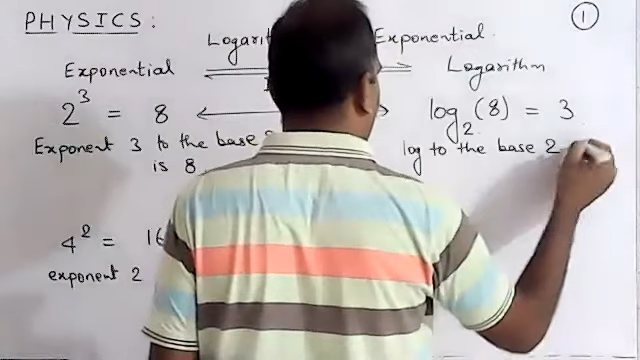 PHYSICS:
1
Exponential
Exponential
Logarithm
2³ = 8
log₂(8) = 3
Exponent 3 to the base
is 8
log to the base 2
4² = 16
exponent 2